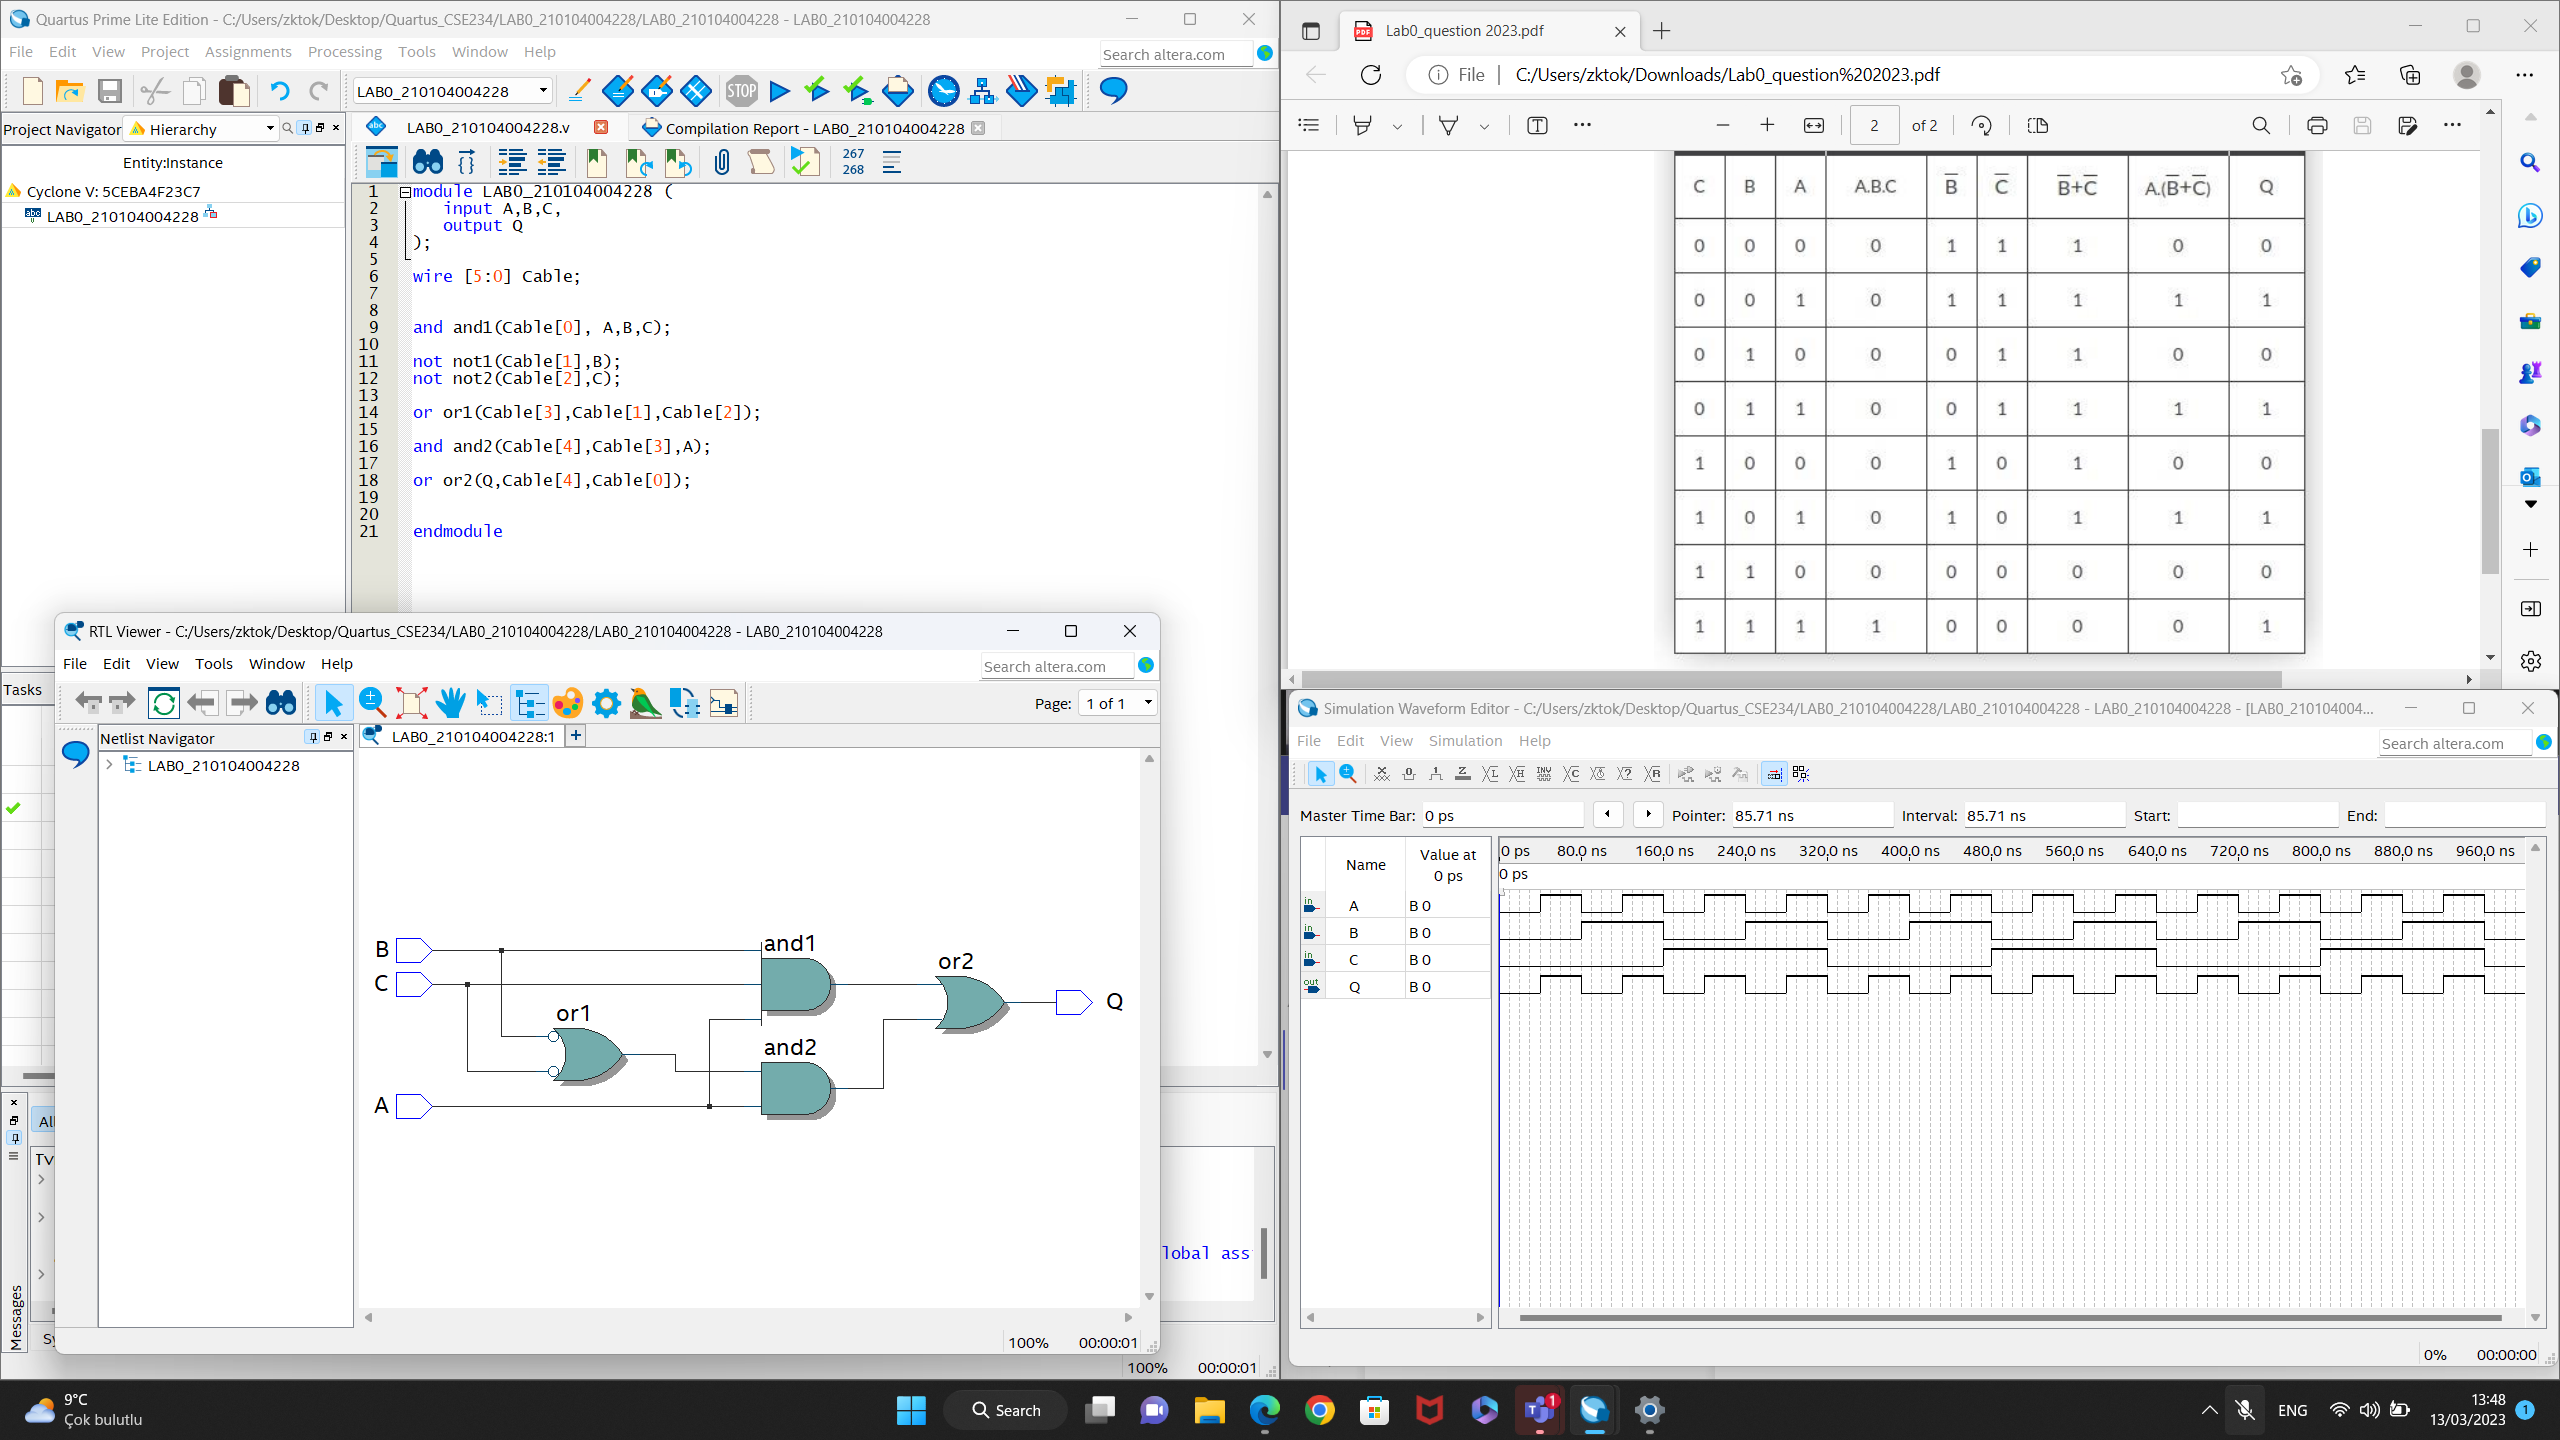 Quartus Prime Lite Edition - C:/Users/zktok/Desktop/Quartus_CSE234/LAB0_210104004228/LAB0_210104004228 - LAB0_210104004228
File Edit View Project Assignments Processing Tools Window Help
Search altera.com
LAB0_210104004228
STOP
Project Navigator Hierarchy
Entity:Instance
Cyclone V: 5CEBA4F23C7
LAB0_210104004228
LAB0_210104004228.v
Compilation Report - LAB0_210104004228
267
268
1 module LAB0_210104004228 (
2 input A,B,C,
3 output Q
4 );
5
6 wire [5:0] Cable;
7
8
9 and and1(Cable[0], A,B,C);
10
11 not not1(Cable[1],B);
12 not not2(Cable[2],C);
13
14 or or1(Cable[3],Cable[1],Cable[2]);
15
16 and and2(Cable[4],Cable[3],A);
17
18 or or2(Q,Cable[4],Cable[0]);
19
20
21 endmodule
Tasks
All
Messages
lobal ass
100% 00:00:01
RTL Viewer - C:/Users/zktok/Desktop/Quartus_CSE234/LAB0_210104004228/LAB0_210104004228 - LAB0_210104004228
File Edit View Tools Window Help
Search altera.com
Page: 1 of 1
Netlist Navigator
LAB0_210104004228
LAB0_210104004228:1
B
C
A
or1
and1
and2
or2
Q
100% 00:00:01
Lab0_question 2023.pdf
File C:/Users/zktok/Downloads/Lab0_question%202023.pdf
2 of 2
C B A A.B.C B̅ C̅ B̅+C̅ A.(B̅+C̅) Q
0 0 0 0 1 1 1 0 0
0 0 1 0 1 1 1 1 1
0 1 0 0 0 1 1 0 0
0 1 1 0 0 1 1 1 1
1 0 0 0 1 0 1 0 0
1 0 1 0 1 0 1 1 1
1 1 0 0 0 0 0 0 0
1 1 1 1 0 0 0 0 1
Simulation Waveform Editor - C:/Users/zktok/Desktop/Quartus_CSE234/LAB0_210104004228/LAB0_210104004228 - LAB0_210104004228 - [LAB0_210104004...
File Edit View Simulation Help
Search altera.com
Master Time Bar: 0 ps Pointer: 85.71 ns Interval: 85.71 ns Start: End:
Name Value at 0 ps
0 ps 80.0 ns 160.0 ns 240.0 ns 320.0 ns 400.0 ns 480.0 ns 560.0 ns 640.0 ns 720.0 ns 800.0 ns 880.0 ns 960.0 ns
0 ps
in A B 0
in B B 0
in C B 0
out Q B 0
0% 00:00:00
9°C
Çok bulutlu
Search
1
ENG
13:48
13/03/2023
1